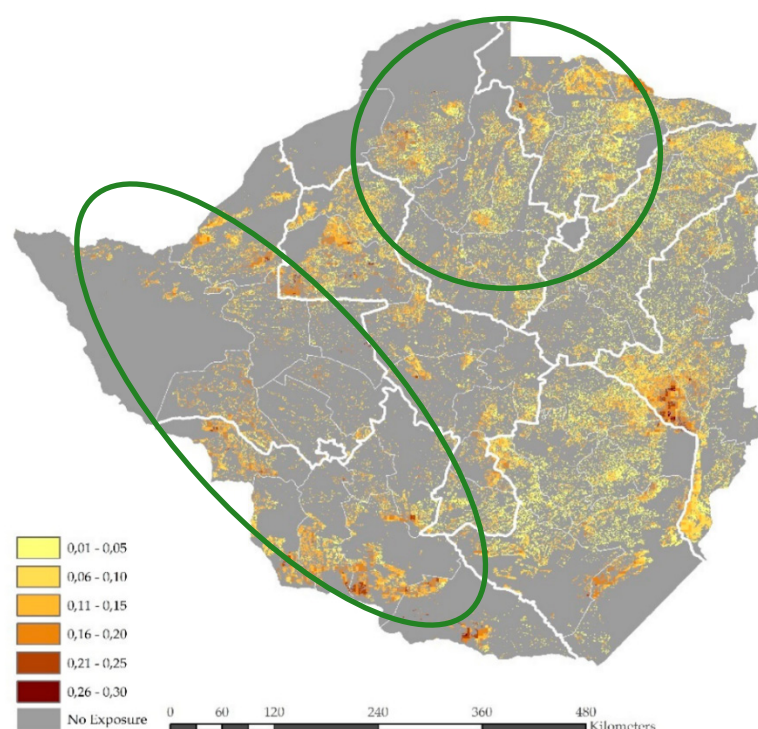 0,01 - 0,05
0,06 - 0,10
0,11 - 0,15
0,16 - 0,20
0,21 - 0,25
0,26 - 0,30
No Exposure
0 60 120 240 360 480
Kilometers